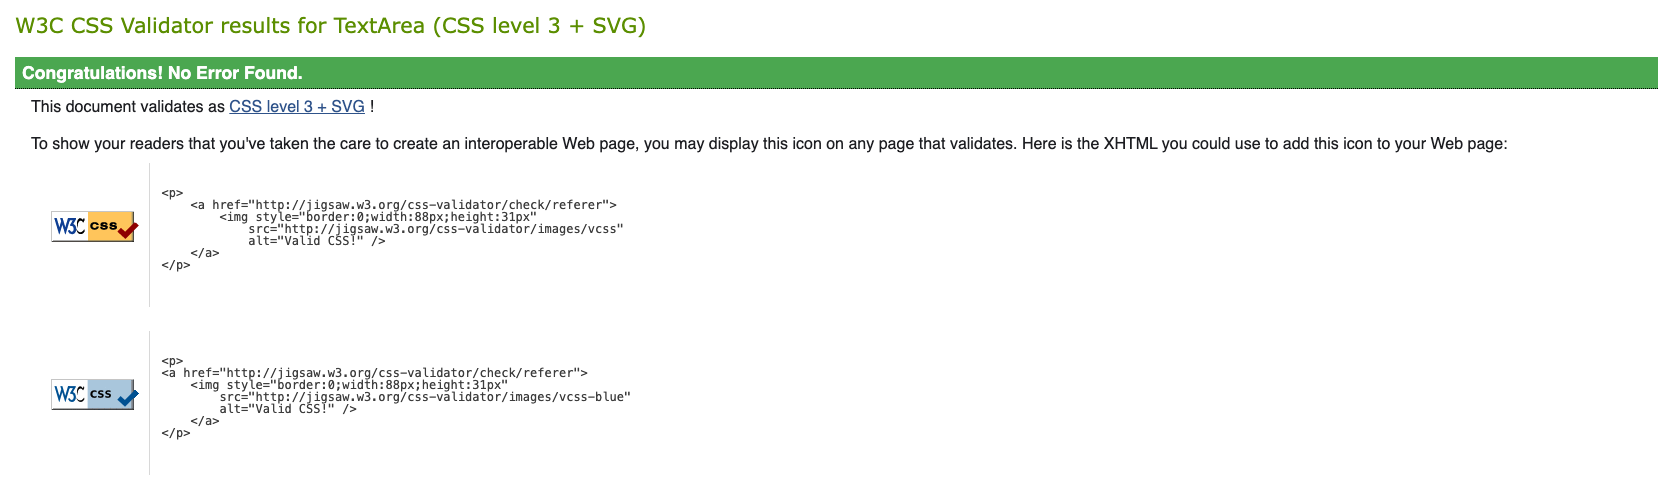 W3C CSS Validator results for TextArea (CSS level 3 + SVG)
Congratulations! No Error Found.
This document validates as CSS level 3 + SVG !
To show your readers that you've taken the care to create an interoperable Web page, you may display this icon on any page that validates. Here is the XHTML you could use to add this icon to your Web page:
W3C css
<p>
    <a href="http://jigsaw.w3.org/css-validator/check/referer">
        <img style="border:0;width:88px;height:31px"
            src="http://jigsaw.w3.org/css-validator/images/vcss"
            alt="Valid CSS!" />
    </a>
</p>
W3C css
<p>
<a href="http://jigsaw.w3.org/css-validator/check/referer">
    <img style="border:0;width:88px;height:31px"
        src="http://jigsaw.w3.org/css-validator/images/vcss-blue"
        alt="Valid CSS!" />
    </a>
</p>